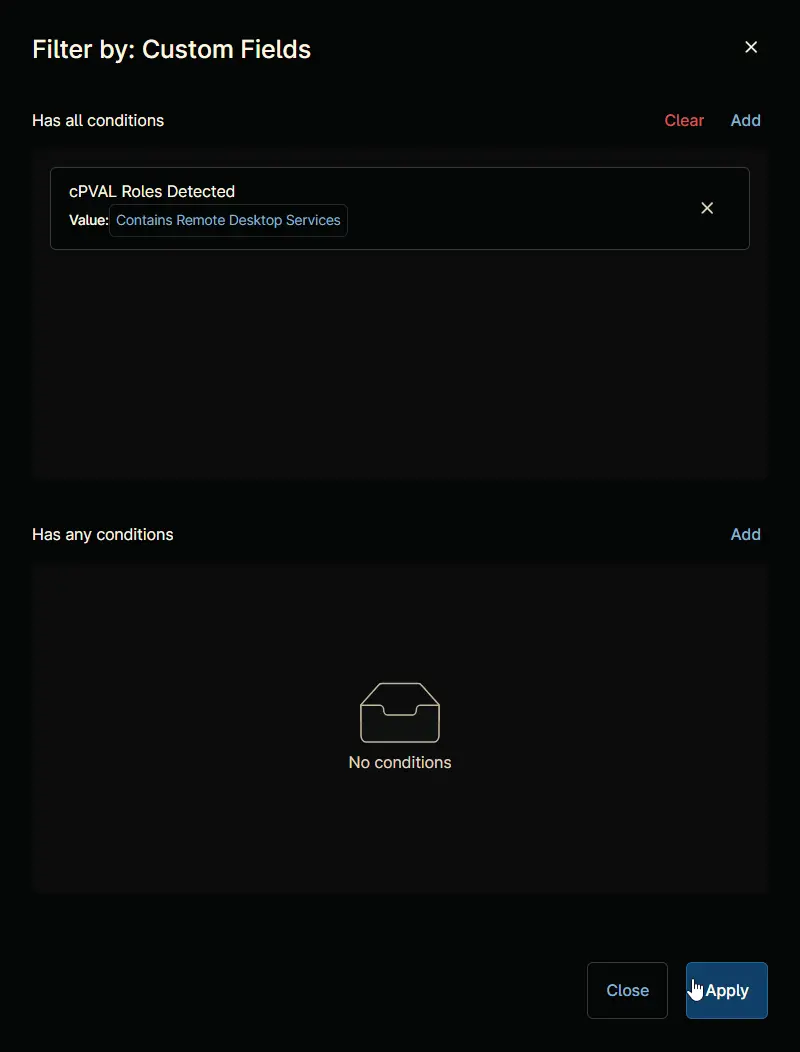 Filter by: Custom Fields
Has all conditions
Clear
Add
cPVAL Roles Detected
Value: Contains Remote Desktop Services
Has any conditions
Add
No conditions
Close
Apply